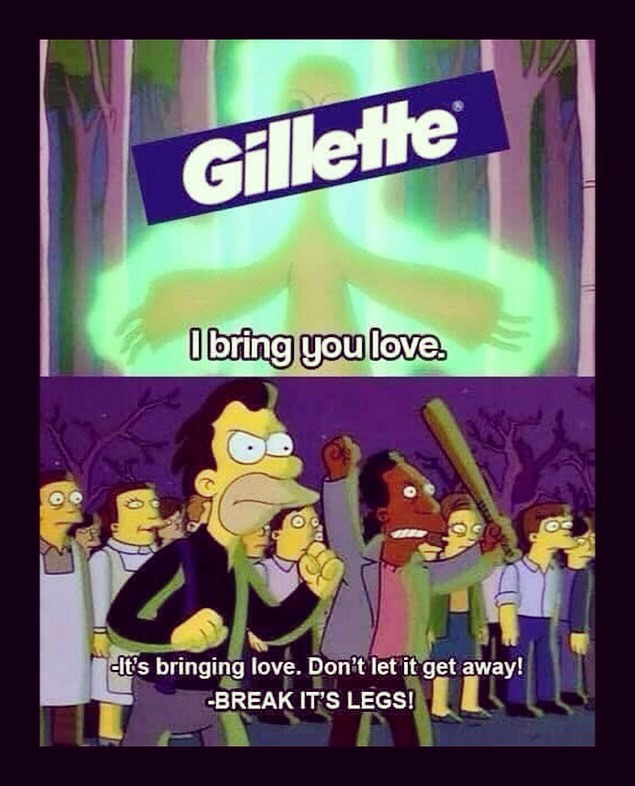 Gillette®
I bring you love.
-It's bringing love. Don't let it get away!
-BREAK IT'S LEGS!